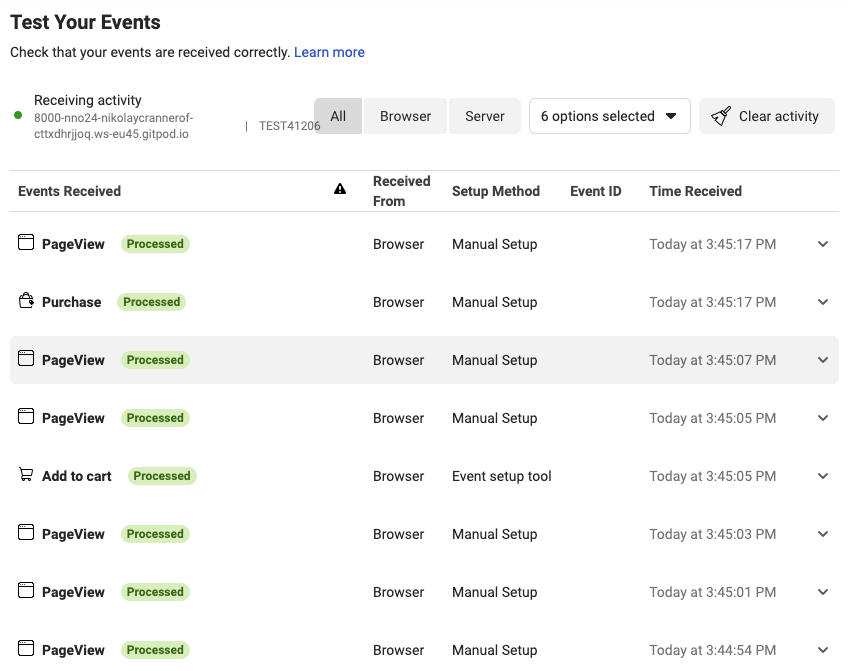 Test Your Events
Check that your events are received correctly. Learn more
Receiving activity
8000-nno24-nikolaycrannerof-
cttxdhrjjoq.ws-eu45.gitpod.io
| TEST41206
All Browser Server 6 options selected Clear activity
Events Received Received From Setup Method Event ID Time Received
PageView Processed Browser Manual Setup Today at 3:45:17 PM
Purchase Processed Browser Manual Setup Today at 3:45:17 PM
PageView Processed Browser Manual Setup Today at 3:45:07 PM
PageView Processed Browser Manual Setup Today at 3:45:05 PM
Add to cart Processed Browser Event setup tool Today at 3:45:05 PM
PageView Processed Browser Manual Setup Today at 3:45:03 PM
PageView Processed Browser Manual Setup Today at 3:45:01 PM
PageView Processed Browser Manual Setup Today at 3:44:54 PM